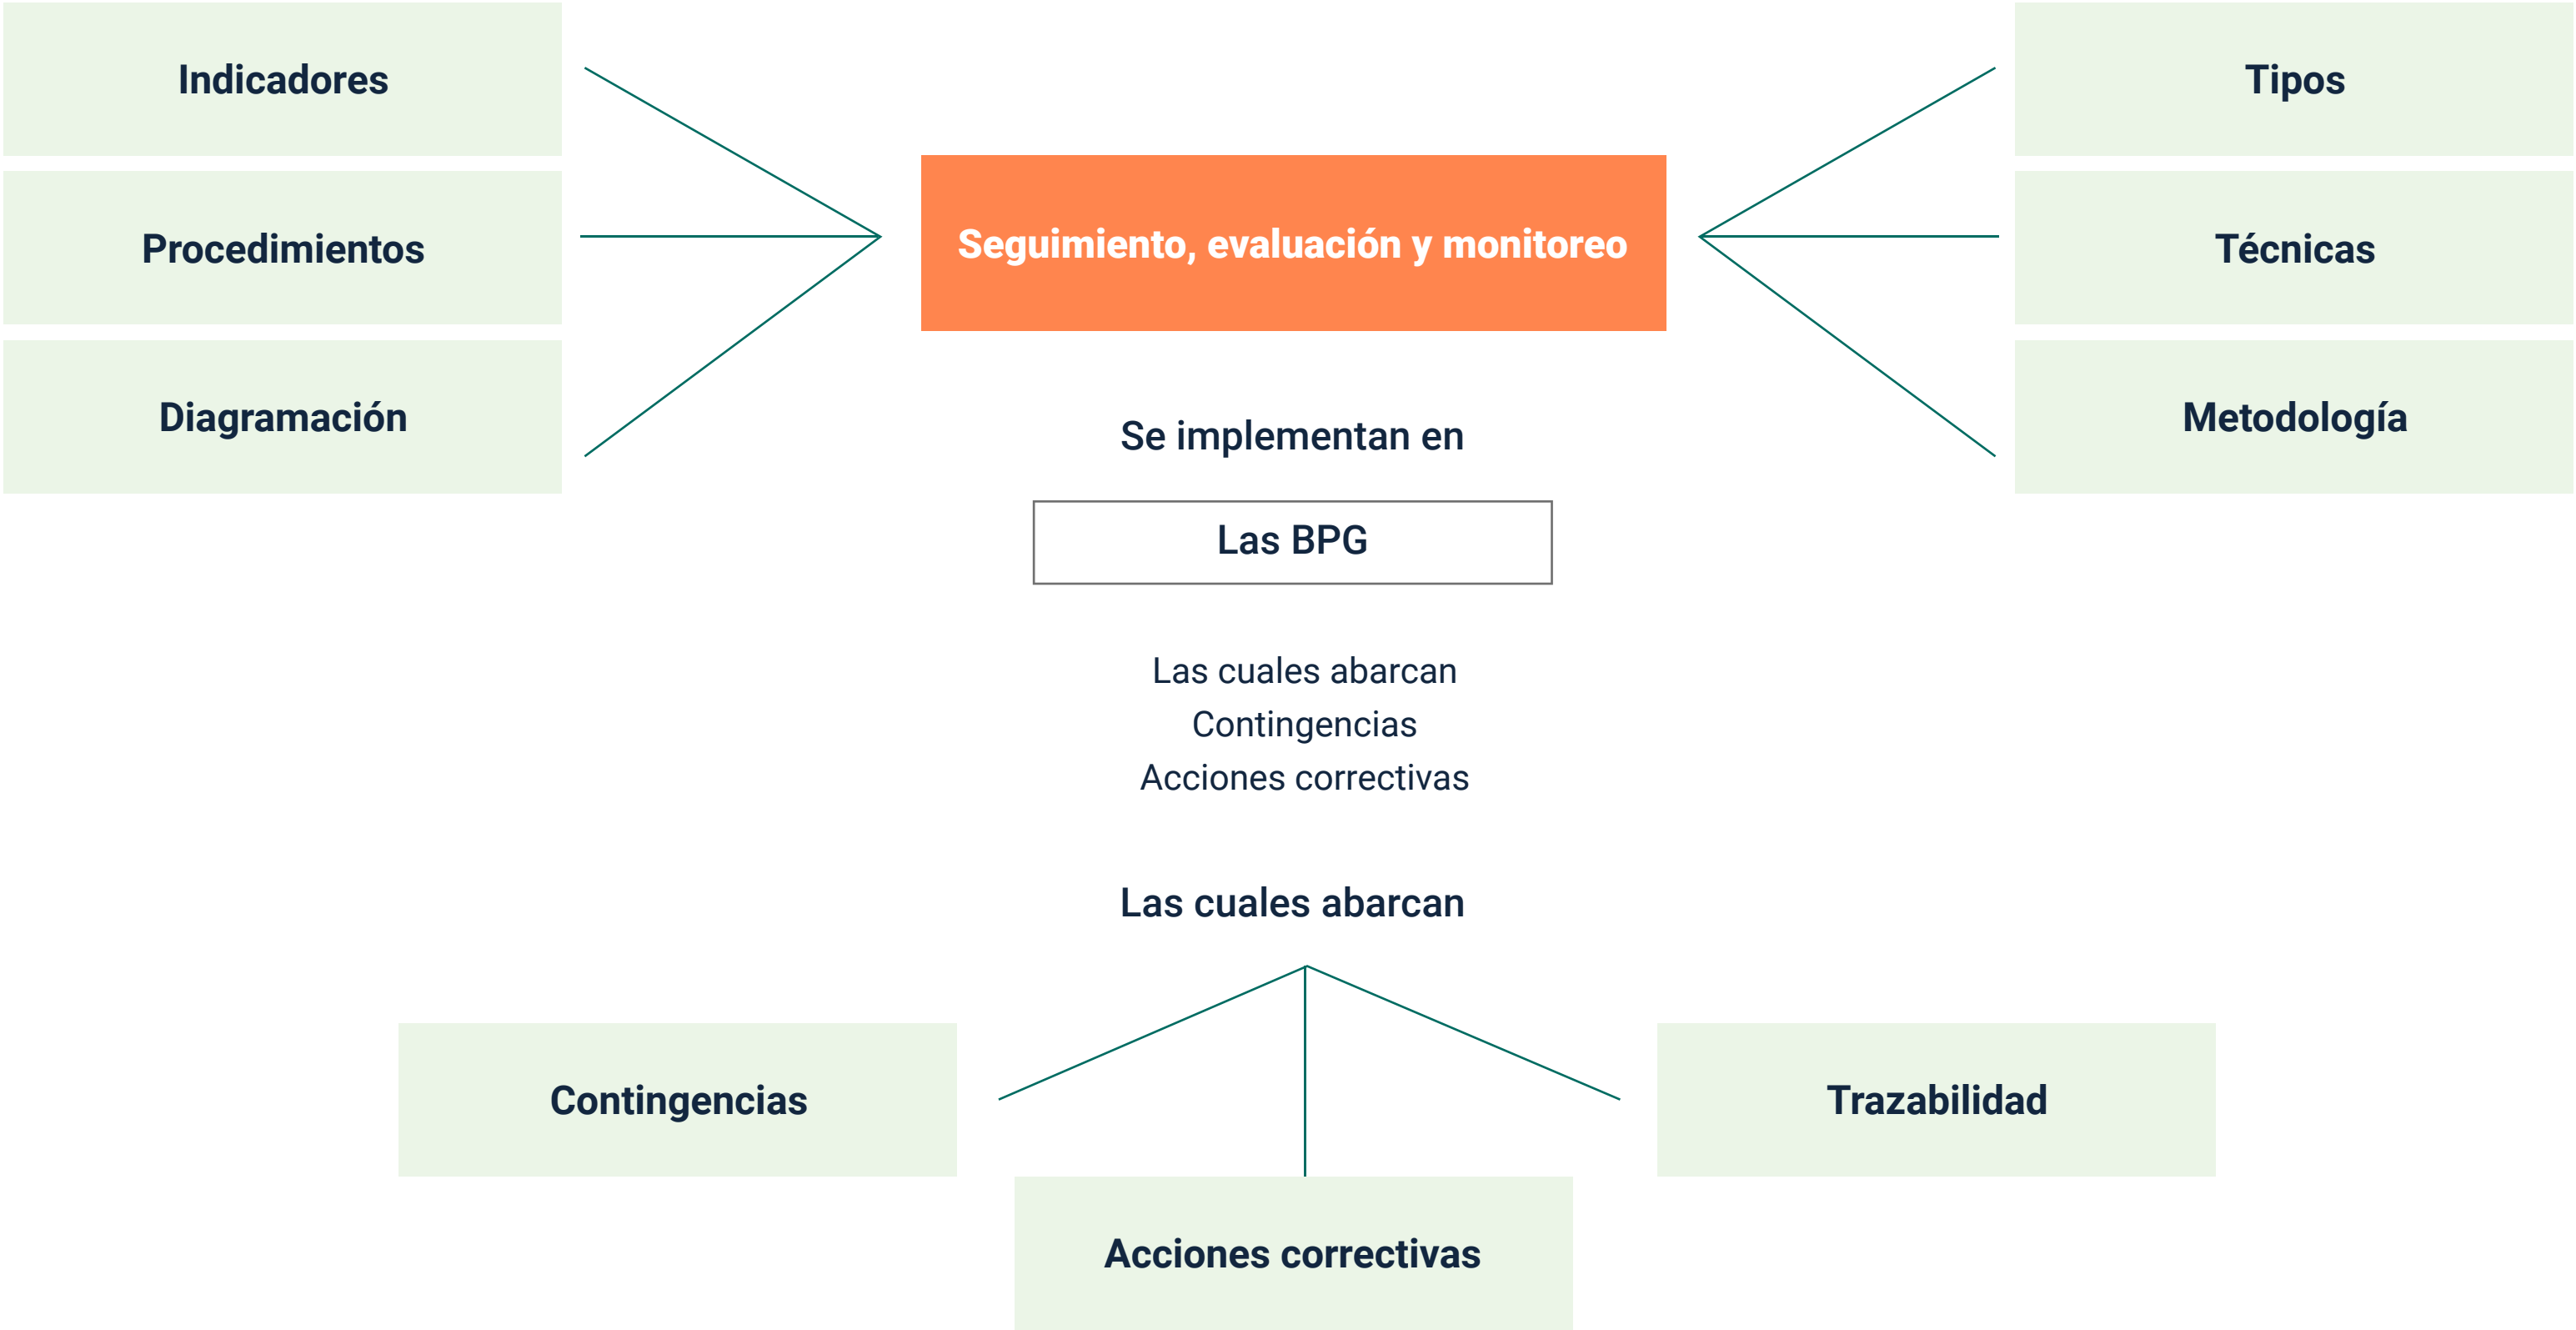 Indicadores
Procedimientos
Diagramación
Seguimiento, evaluación y monitoreo
Tipos
Técnicas
Metodología
Se implementan en
Las BPG
Las cuales abarcan
Contingencias
Acciones correctivas
Las cuales abarcan
Contingencias
Acciones correctivas
Trazabilidad